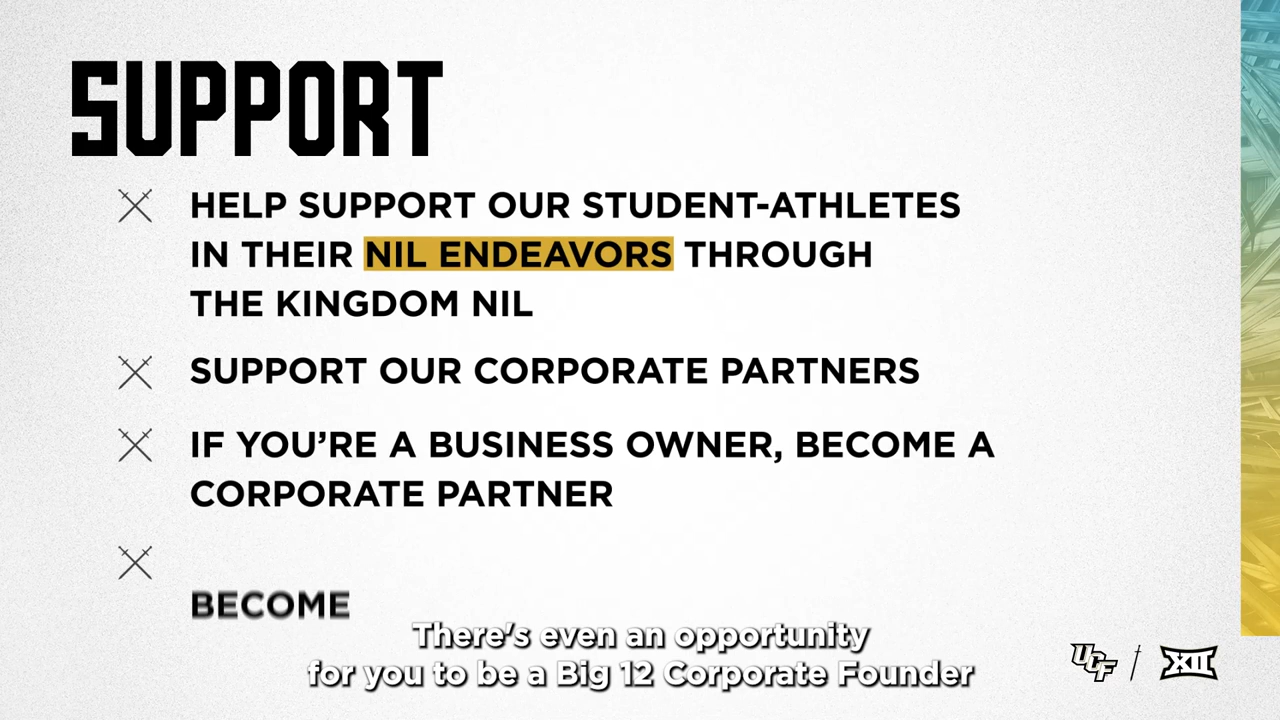 SUPPORT
HELP SUPPORT OUR STUDENT-ATHLETES
IN THEIR NIL ENDEAVORS THROUGH
THE KINGDOM NIL
SUPPORT OUR CORPORATE PARTNERS
IF YOU’RE A BUSINESS OWNER, BECOME A
CORPORATE PARTNER
BECOME
There's even an opportunity
for you to be a Big 12 Corporate Founder
UCF XII